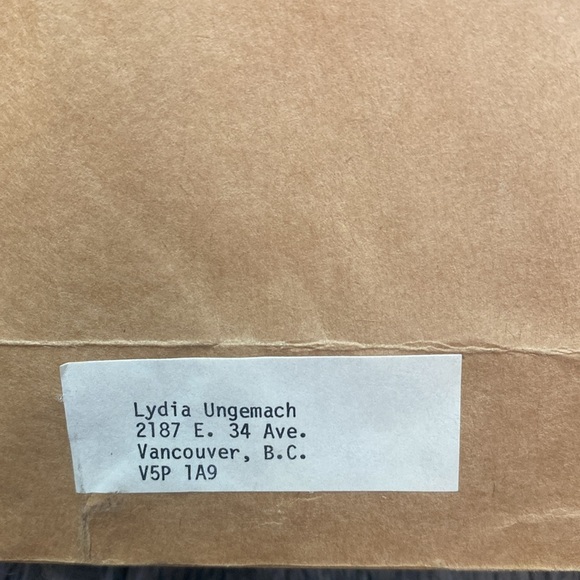 Lydia Ungemach
2187 E. 34 Ave.
Vancouver, B.C.
V5P 1A9